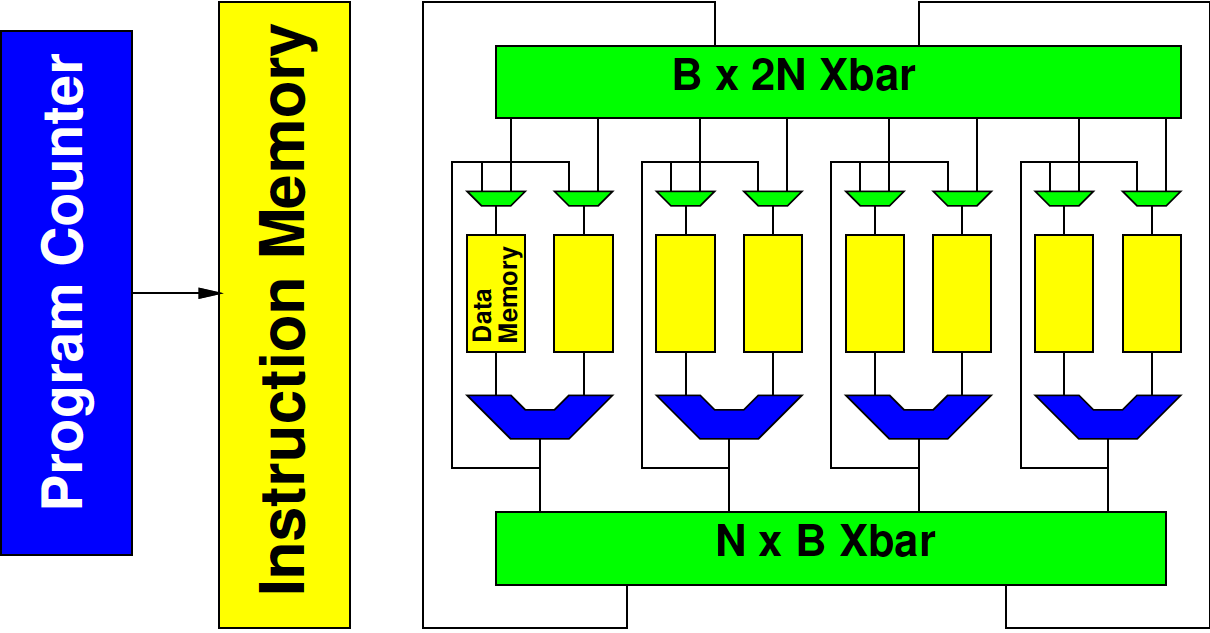 Program Counter
Instruction Memory
B x 2N Xbar
Data
Memory
N x B Xbar